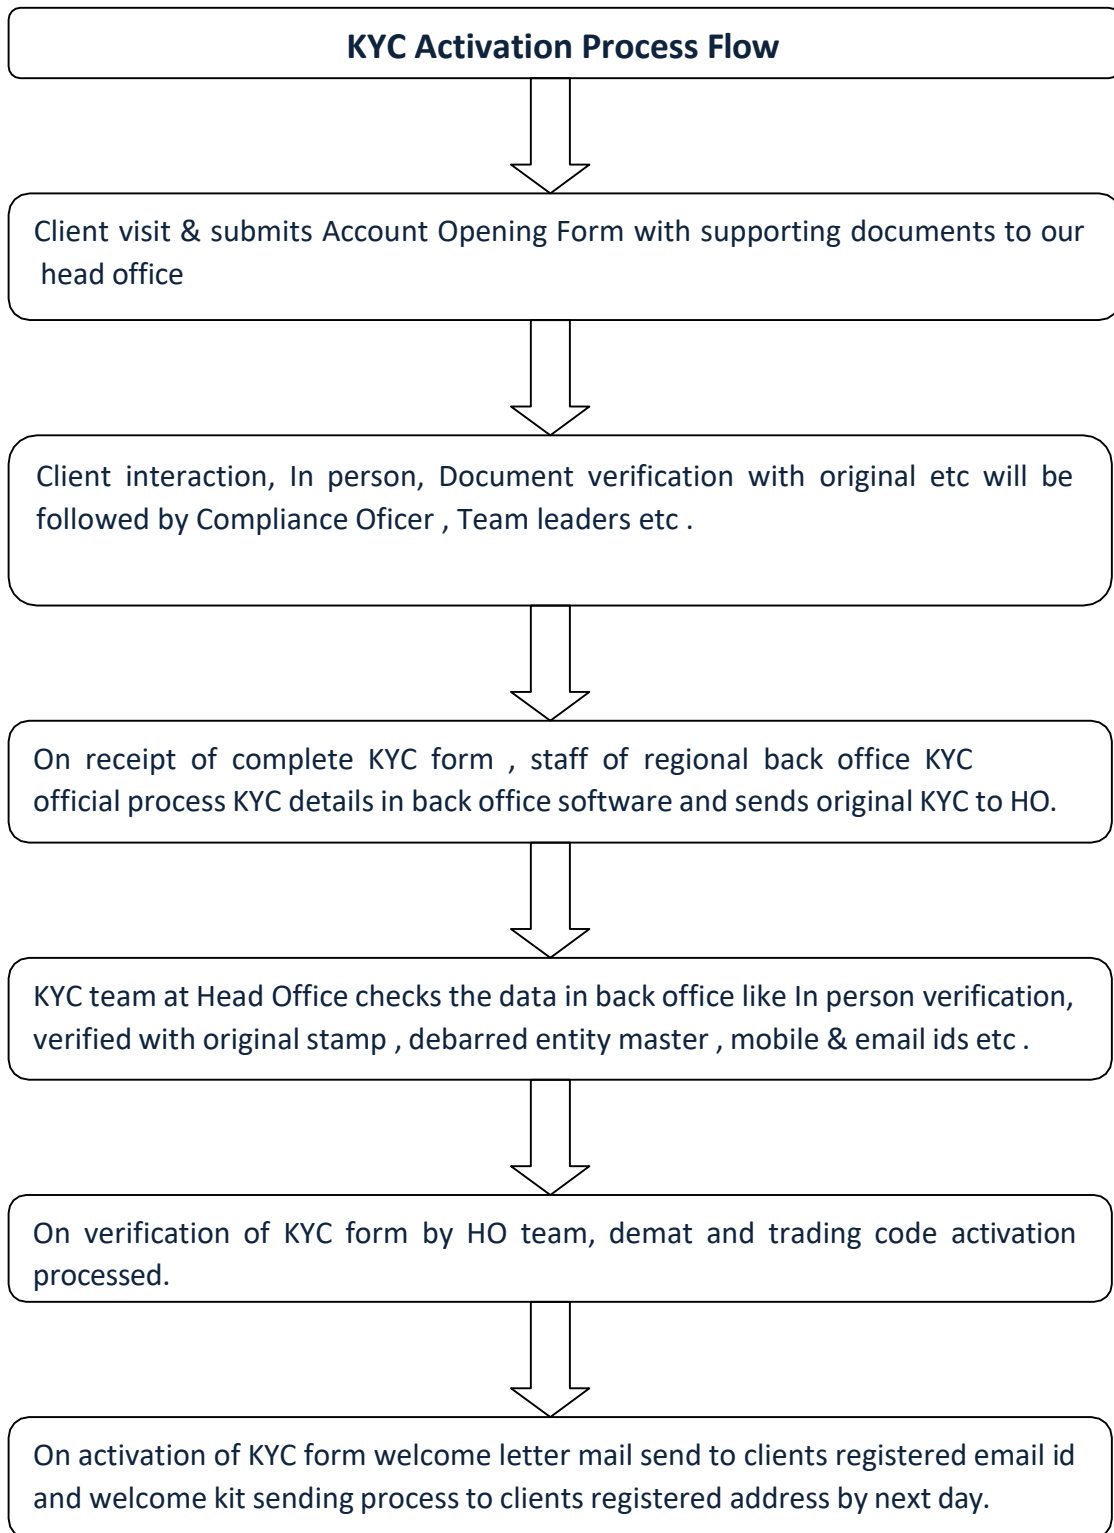 KYC Activation Process Flow
Client visit & submits Account Opening Form with supporting documents to our
head office
Client interaction, In person, Document verification with original etc will be
followed by Compliance Oficer , Team leaders etc .
On receipt of complete KYC form , staff of regional back office KYC
official process KYC details in back office software and sends original KYC to HO.
KYC team at Head Office checks the data in back office like In person verification,
verified with original stamp , debarred entity master , mobile & email ids etc .
On verification of KYC form by HO team, demat and trading code activation
processed.
On activation of KYC form welcome letter mail send to clients registered email id
and welcome kit sending process to clients registered address by next day.